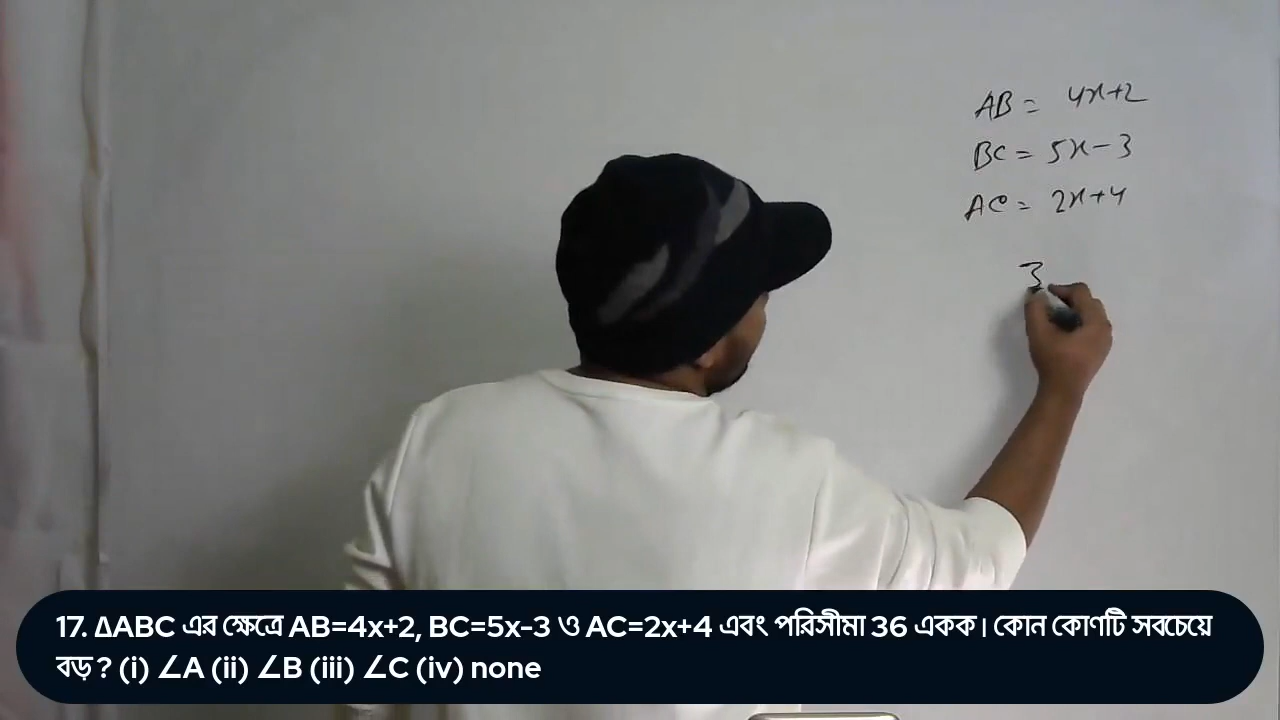 AB = 4x+2
BC = 5x-3
AC = 2x+4
3
17. ΔABC এর ক্ষেত্রে AB=4x+2, BC=5x-3 ও AC=2x+4 এবং পরিসীমা 36 একক। কোন কোণটি সবচেয়ে
বড়? (i) ∠A (ii) ∠B (iii) ∠C (iv) none